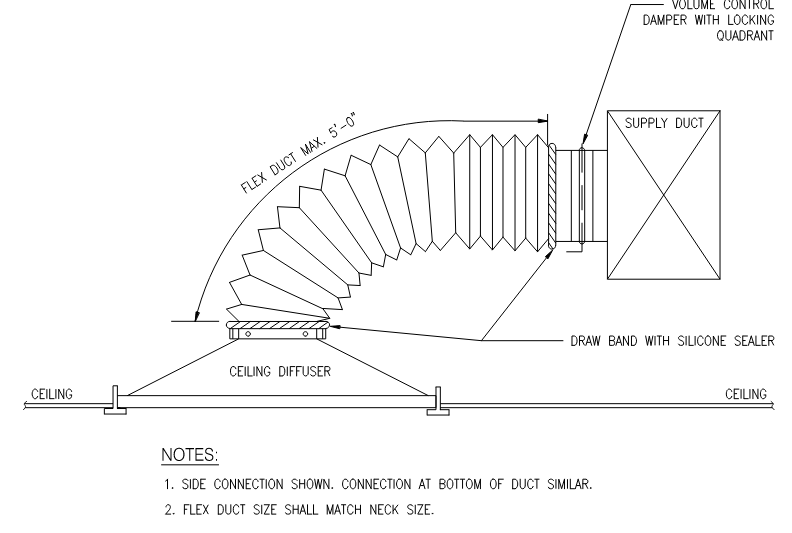 VOLUME CONTROL
DAMPER WITH LOCKING
QUADRANT
SUPPLY DUCT
FLEX DUCT MAX. 5'-0"
DRAW BAND WITH SILICONE SEALER
CEILING DIFFUSER
CEILING
CEILING
NOTES:
1. SIDE CONNECTION SHOWN. CONNECTION AT BOTTOM OF DUCT SIMILAR.
2. FLEX DUCT SIZE SHALL MATCH NECK SIZE.